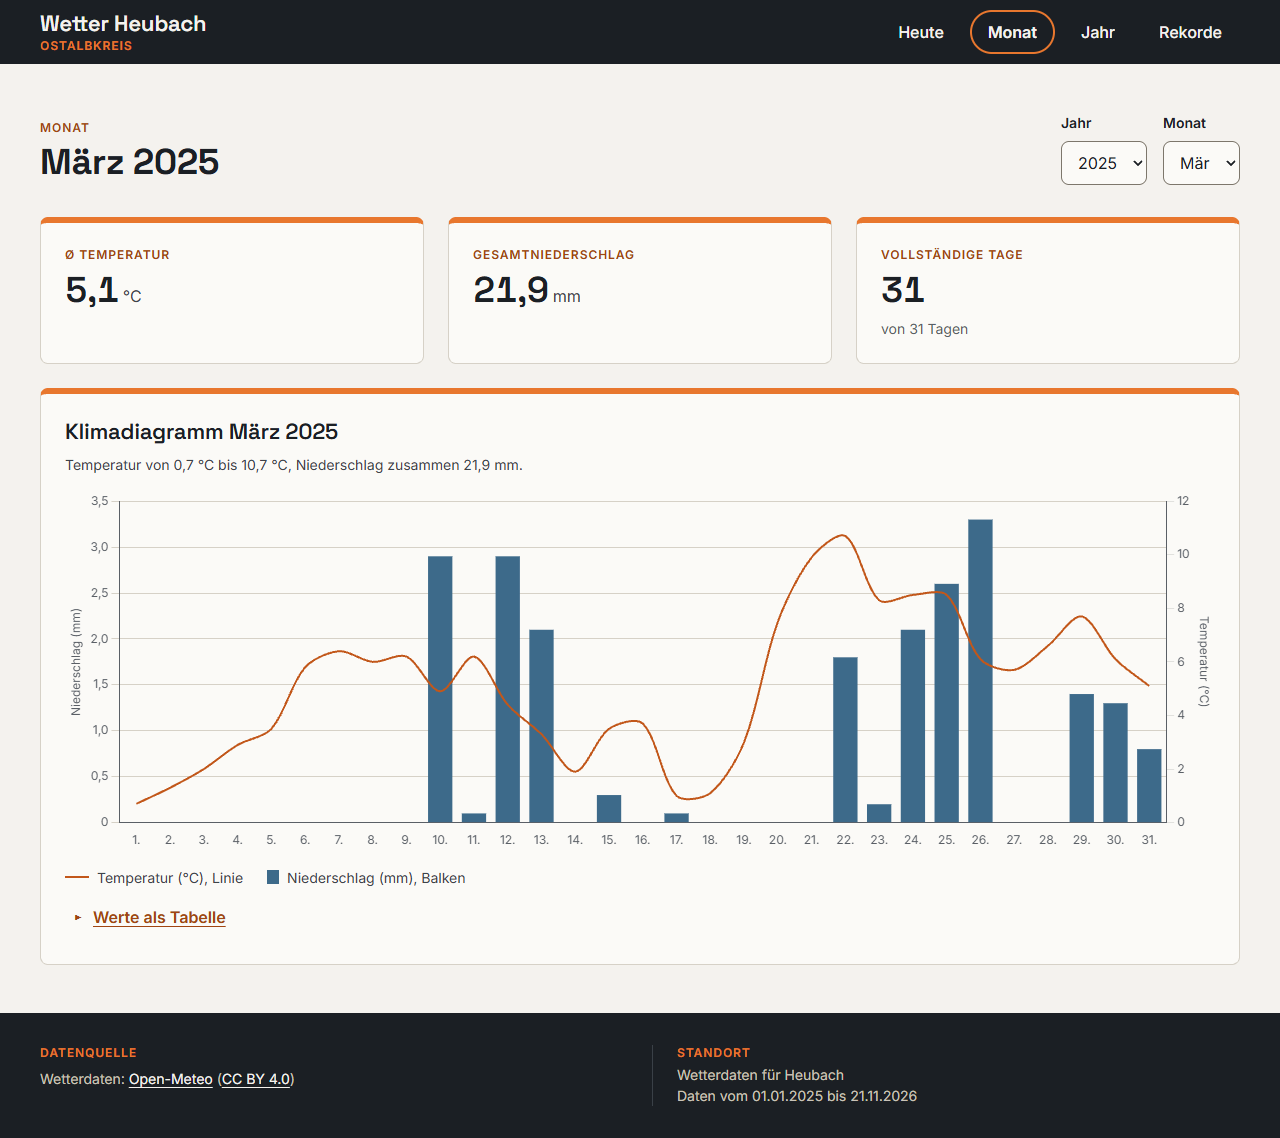 Wetter Heubach
OSTALBKREIS
Heute
Monat
Jahr
Rekorde
MONAT
März 2025
Jahr
2025
Monat
Mär
Ø TEMPERATUR
5,1 °C
GESAMTNIEDERSCHLAG
21,9 mm
VOLLSTÄNDIGE TAGE
31
von 31 Tagen
Klimadiagramm März 2025
Temperatur von 0,7 °C bis 10,7 °C, Niederschlag zusammen 21,9 mm.
Niederschlag (mm)
3,5
3,0
2,5
2,0
1,5
1,0
0,5
0
12
10
8
6
4
2
0
Temperatur (°C)
1. 2. 3. 4. 5. 6. 7. 8. 9. 10. 11. 12. 13. 14. 15. 16. 17. 18. 19. 20. 21. 22. 23. 24. 25. 26. 27. 28. 29. 30. 31.
Temperatur (°C), Linie
Niederschlag (mm), Balken
Werte als Tabelle
DATENQUELLE
Wetterdaten: Open-Meteo (CC BY 4.0)
STANDORT
Wetterdaten für Heubach
Daten vom 01.01.2025 bis 21.11.2026